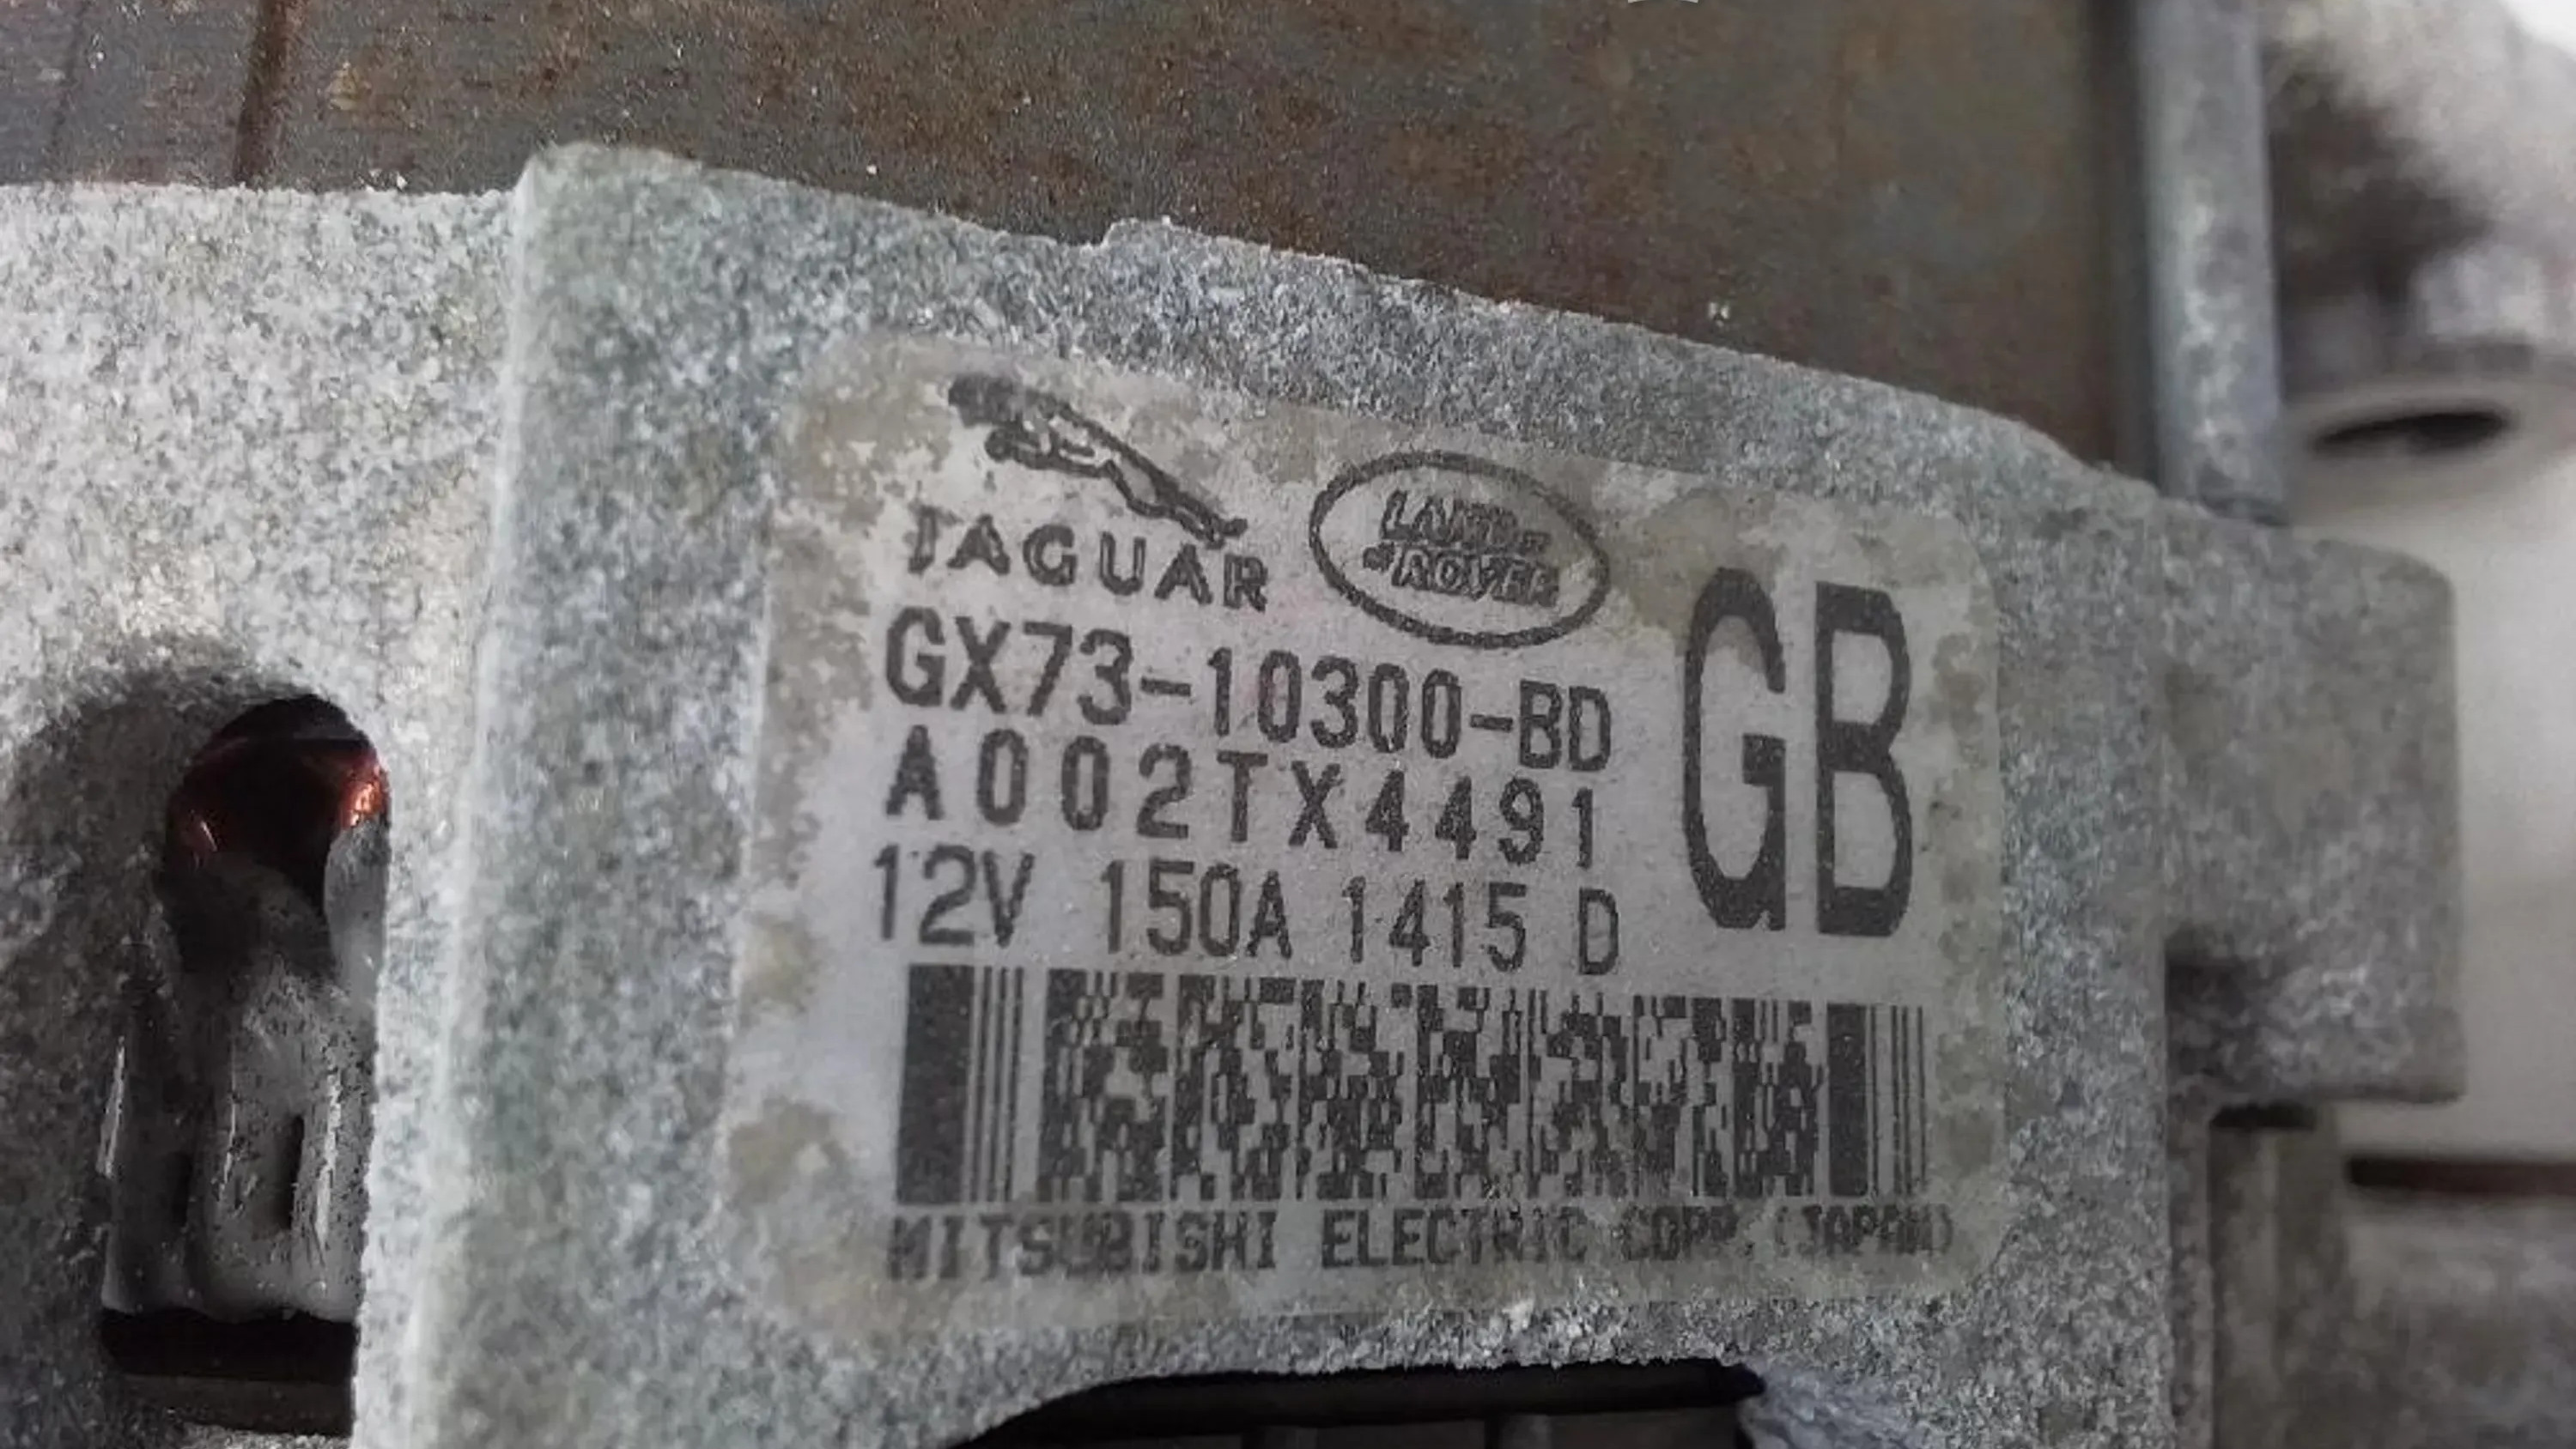 JAGUAR
LAND
ROVER
GX73-10300-BD
GB
A002TX4491
12V 150A 1415 D
MITSUBISHI ELECTRIC CORP. (JAPAN)